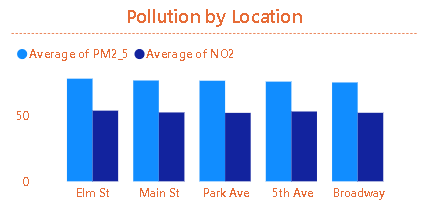 Pollution by Location
Average of PM2_5 Average of NO2
50
0
Elm St Main St Park Ave 5th Ave Broadway